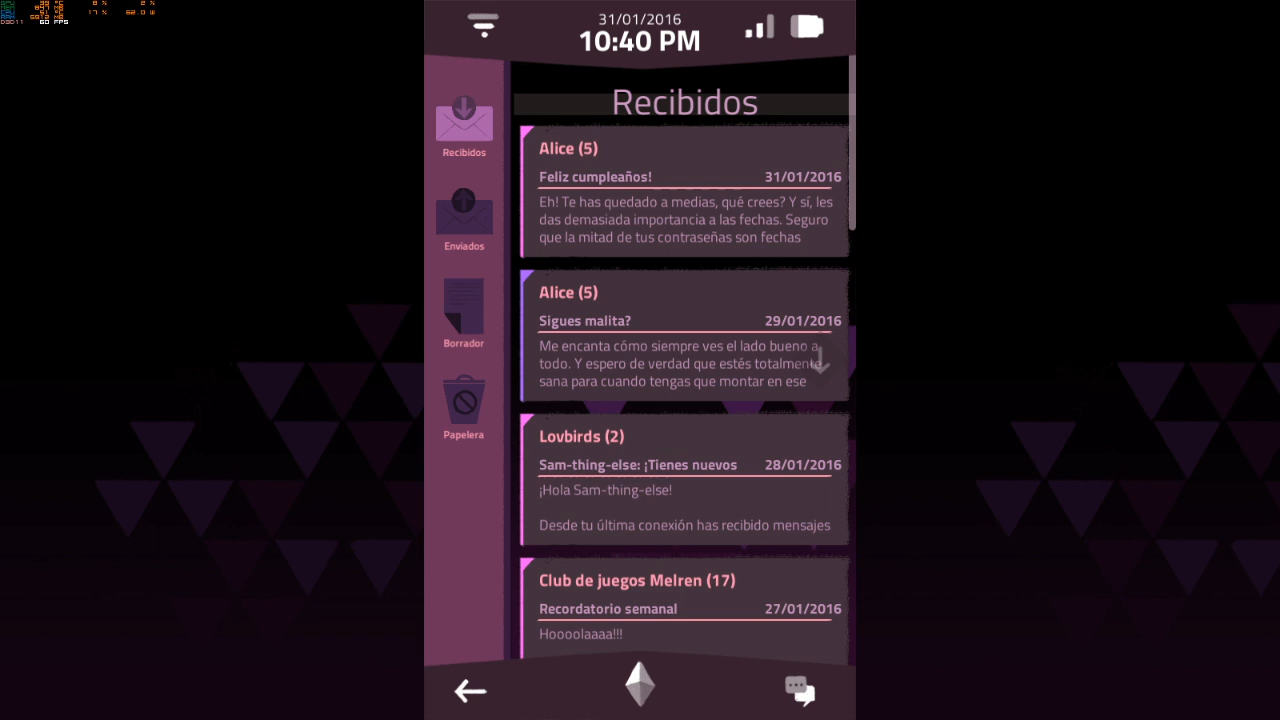 31/01/2016
10:40 PM
Recibidos
Recibidos
Enviados
Borrador
Papelera
Alice (5)
Feliz cumpleaños! 31/01/2016
Eh! Te has quedado a medias, qué crees? Y sí, les
das demasiada importancia a las fechas. Seguro
que la mitad de tus contraseñas son fechas
Alice (5)
Sigues malita? 29/01/2016
Me encanta cómo siempre ves el lado bueno a
todo. Y espero de verdad que estés totalmente
sana para cuando tengas que montar en ese
Lovbirds (2)
Sam-thing-else: ¡Tienes nuevos 28/01/2016
¡Hola Sam-thing-else!
Desde tu última conexión has recibido mensajes
Club de juegos Melren (17)
Recordatorio semanal 27/01/2016
Hoooolaaaa!!!